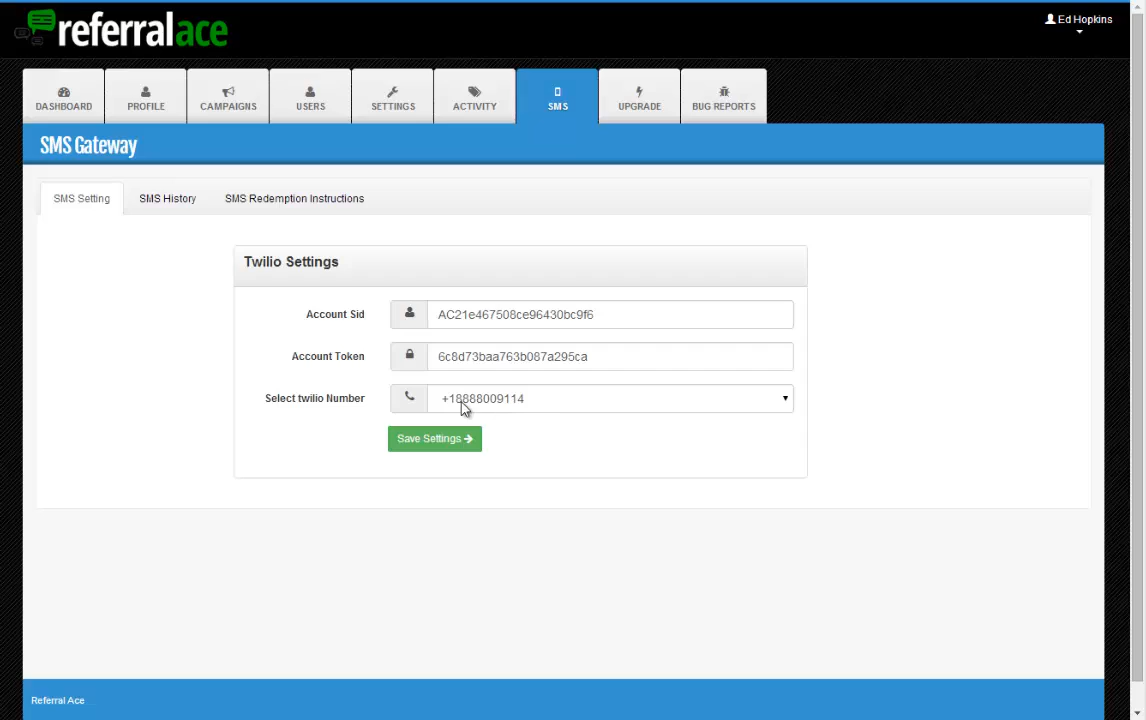 referralace
Ed Hopkins
DASHBOARD PROFILE CAMPAIGNS USERS SETTINGS ACTIVITY SMS UPGRADE BUG REPORTS
SMS Gateway
SMS Setting SMS History SMS Redemption Instructions
Twilio Settings
Account Sid AC21e467508ce96430bc9f6
Account Token 6c8d73baa763b087a295ca
Select twilio Number +18888009114
Save Settings
Referral Ace